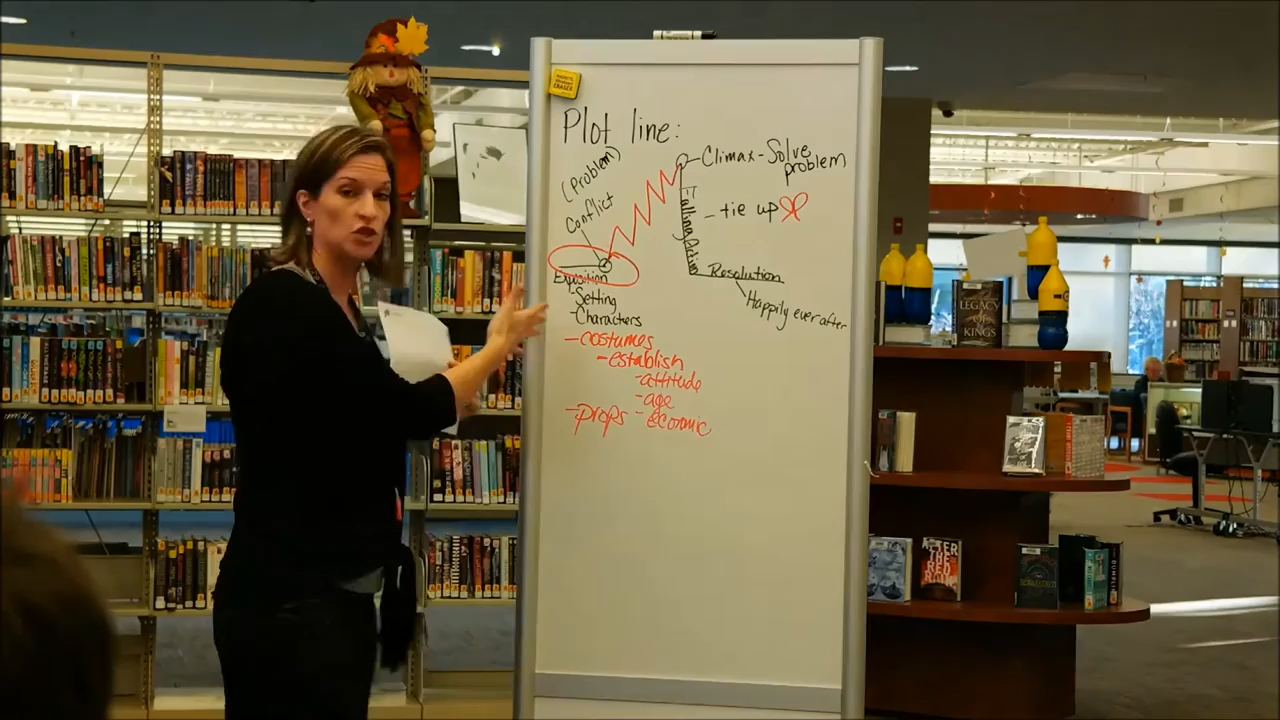 Plot line:
(Problem)
Conflict
Climax - Solve
problem
Falling Action
- tie up
Exposition
- Setting
- Characters
Resolution
Happily ever after
- costumes
- establish
- attitude
- age
- props - economic
LEGACY
OF
KINGS
AFTER
THE
RED